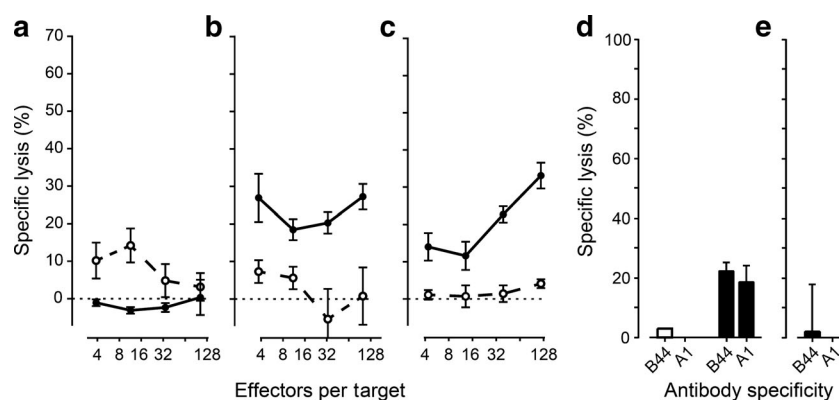 a b c d e
Specific lysis (%)
70
60
50
40
30
20
10
0
4 8 16 32 128
4 8 16 32 128
4 8 16 32 128
Effectors per target
Specific lysis (%)
100
80
60
40
20
0
B44 A1 B44 A1 B44 A1
Antibody specificity